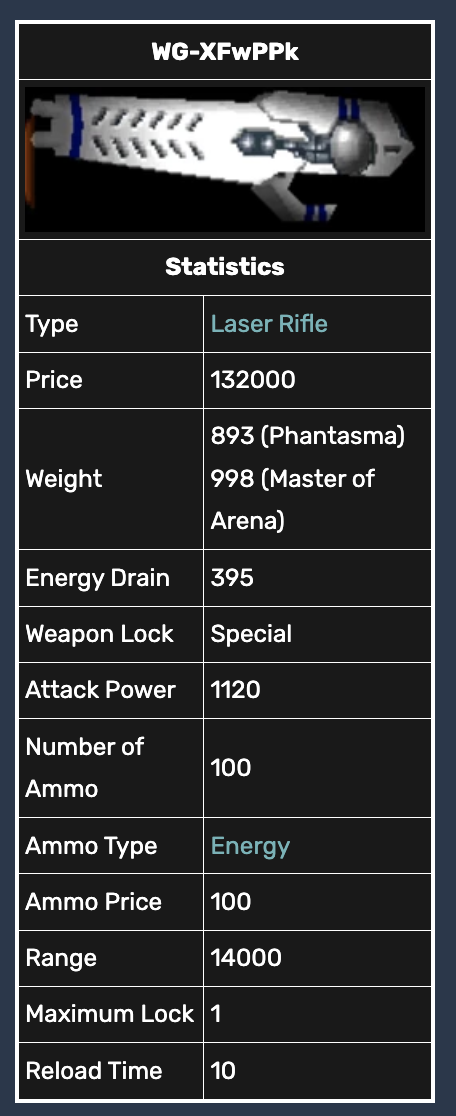 WG-XFwPPk
Statistics
Type Laser Rifle
Price 132000
Weight 893 (Phantasma)
998 (Master of
Arena)
Energy Drain 395
Weapon Lock Special
Attack Power 1120
Number of
Ammo 100
Ammo Type Energy
Ammo Price 100
Range 14000
Maximum Lock 1
Reload Time 10